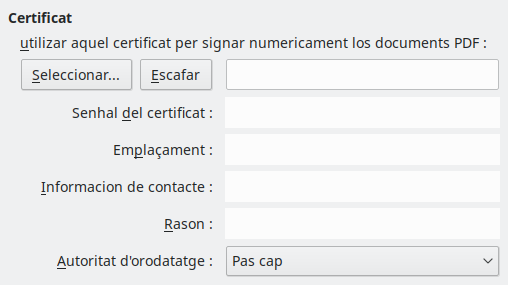 Certificat
utilizar aquel certificat per signar numericament los documents PDF :
Seleccionar... Escafar
Senhal del certificat :
Emplaçament :
Informacion de contacte :
Rason :
Autoritat d'orodatatge : Pas cap